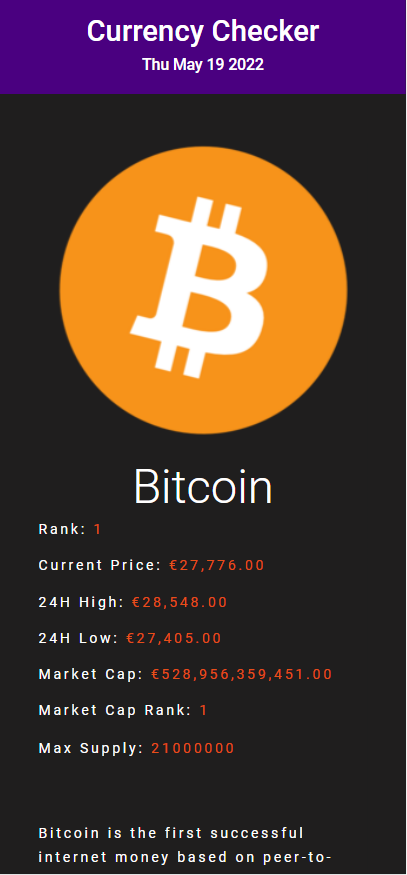 Currency Checker
Thu May 19 2022
Bitcoin
Rank: 1
Current Price: €27,776.00
24H High: €28,548.00
24H Low: €27,405.00
Market Cap: €528,956,359,451.00
Market Cap Rank: 1
Max Supply: 21000000
Bitcoin is the first successful
internet money based on peer-to-